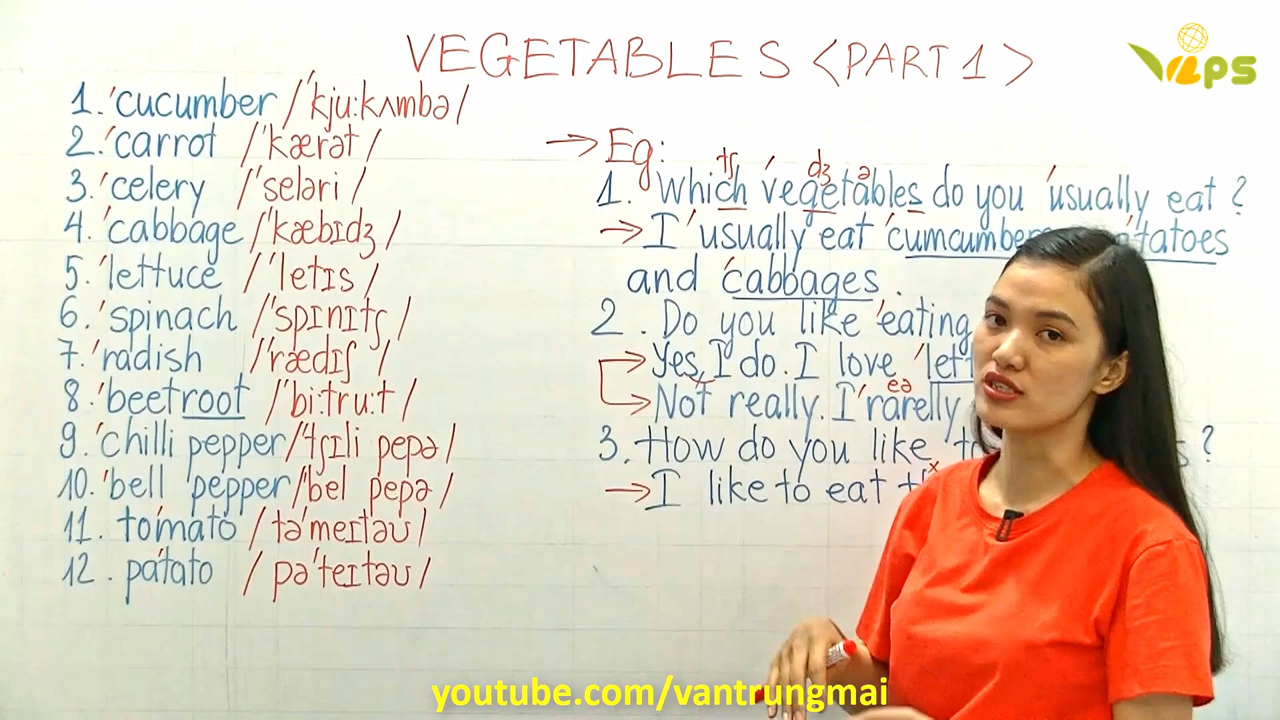 VEGETABLES <PART 1>
VIPS
1. 'cucumber /'kju:kʌmbə/
2. 'carrot /'kærət/
3. 'celery /'seləri/
4. 'cabbage /'kæbɪdʒ/
5. 'lettuce /'letɪs/
6. 'spinach /'spɪnɪtʃ/
7. 'radish /'rædɪʃ/
8. 'beetroot /'bi:tru:t/
9. 'chilli pepper /'tʃɪli pepə/
10. 'bell pepper /'bel pepə/
11. to'mato /tə'meɪtəʊ/
12. pa'tato /pə'teɪtəʊ/
→ Eg:
tʃ dʒ ə
1. Which 'vegetables do you 'usually eat ?
→ I 'usually eat 'cumcumbers tatoes
and 'cabbages.
2. Do you like 'eating
→ Yes, I do. I love 'lett
eə
→ Not really. I 'rarelly
3. How do you like ?
→ I like to eat
youtube.com/vantrungmai